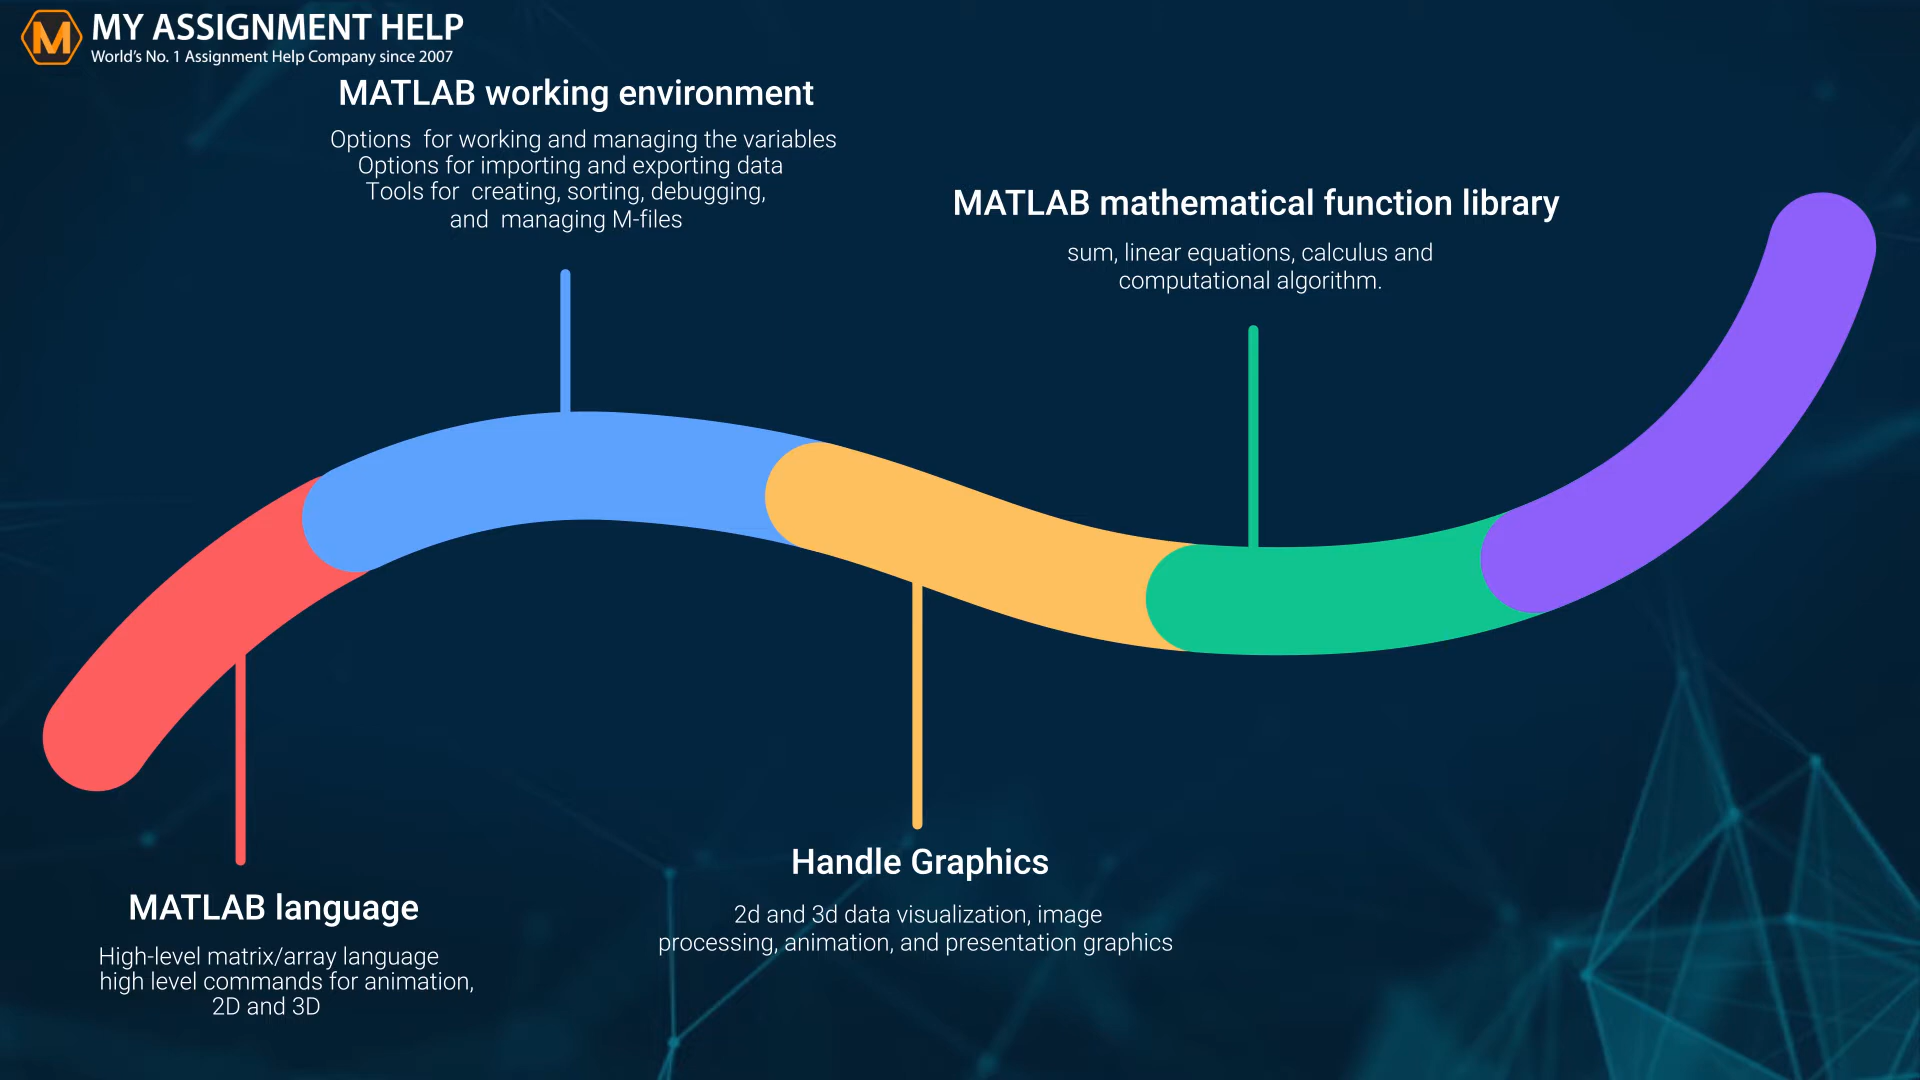 MY ASSIGNMENT HELP
World's No. 1 Assignment Help Company since 2007
MATLAB working environment
Options for working and managing the variables
Options for importing and exporting data
Tools for creating, sorting, debugging,
and managing M-files
MATLAB mathematical function library
sum, linear equations, calculus and
computational algorithm.
Handle Graphics
2d and 3d data visualization, image
processing, animation, and presentation graphics
MATLAB language
High-level matrix/array language
high level commands for animation,
2D and 3D